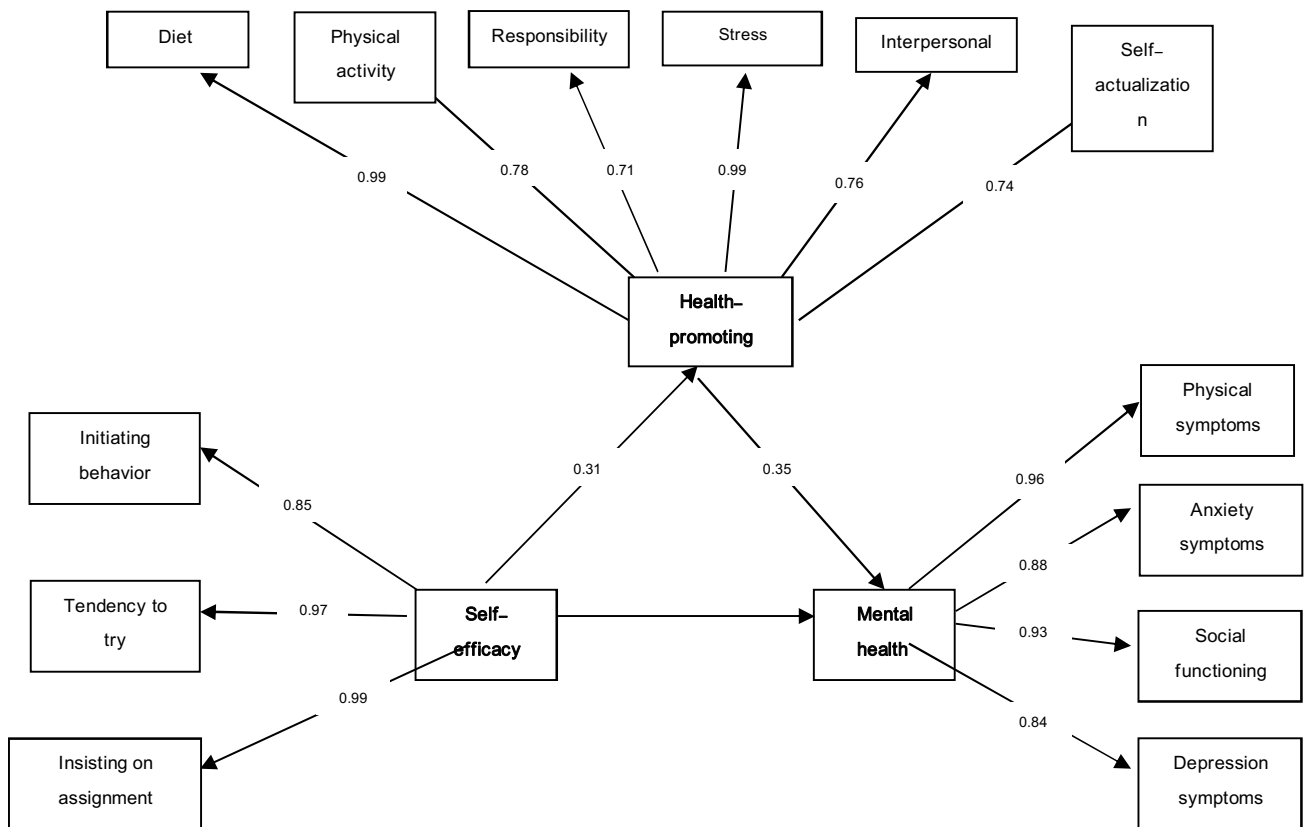 Diet
Physical
activity
Responsibility
Stress
Interpersonal
Self–
actualizatio
n
0.99
0.78
0.71
0.99
0.76
0.74
Health–
promoting
Initiating
behavior
0.85
0.31
0.35
Physical
symptoms
0.96
Anxiety
symptoms
0.88
Tendency to
try
0.97
Self–
efficacy
Mental
health
0.93
Social
functioning
0.99
0.84
Insisting on
assignment
Depression
symptoms